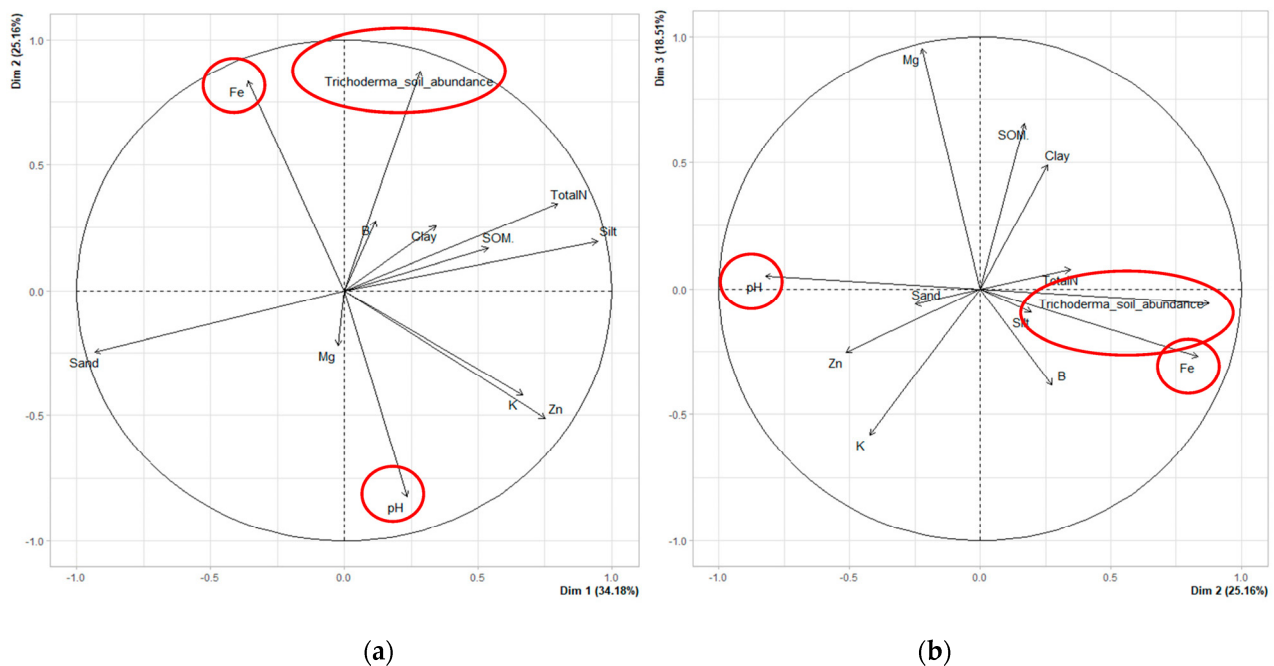 Dim 2 (25.16%)
1.0
0.5
0.0
-0.5
-1.0
Fe
Trichoderma_soil_abundance
TotalN
B
Clay
SOM.
Silt
Sand
Mg
K
Zn
pH
-1.0 -0.5 0.0 0.5 1.0
Dim 1 (34.18%)
(a)
Dim 3 (18.51%)
1.0
0.5
0.0
-0.5
-1.0
Mg
SOM.
Clay
pH
TotalN
Sand
Trichoderma_soil_abundance
Silt
Zn
Fe
B
K
-1.0 -0.5 0.0 0.5 1.0
Dim 2 (25.16%)
(b)